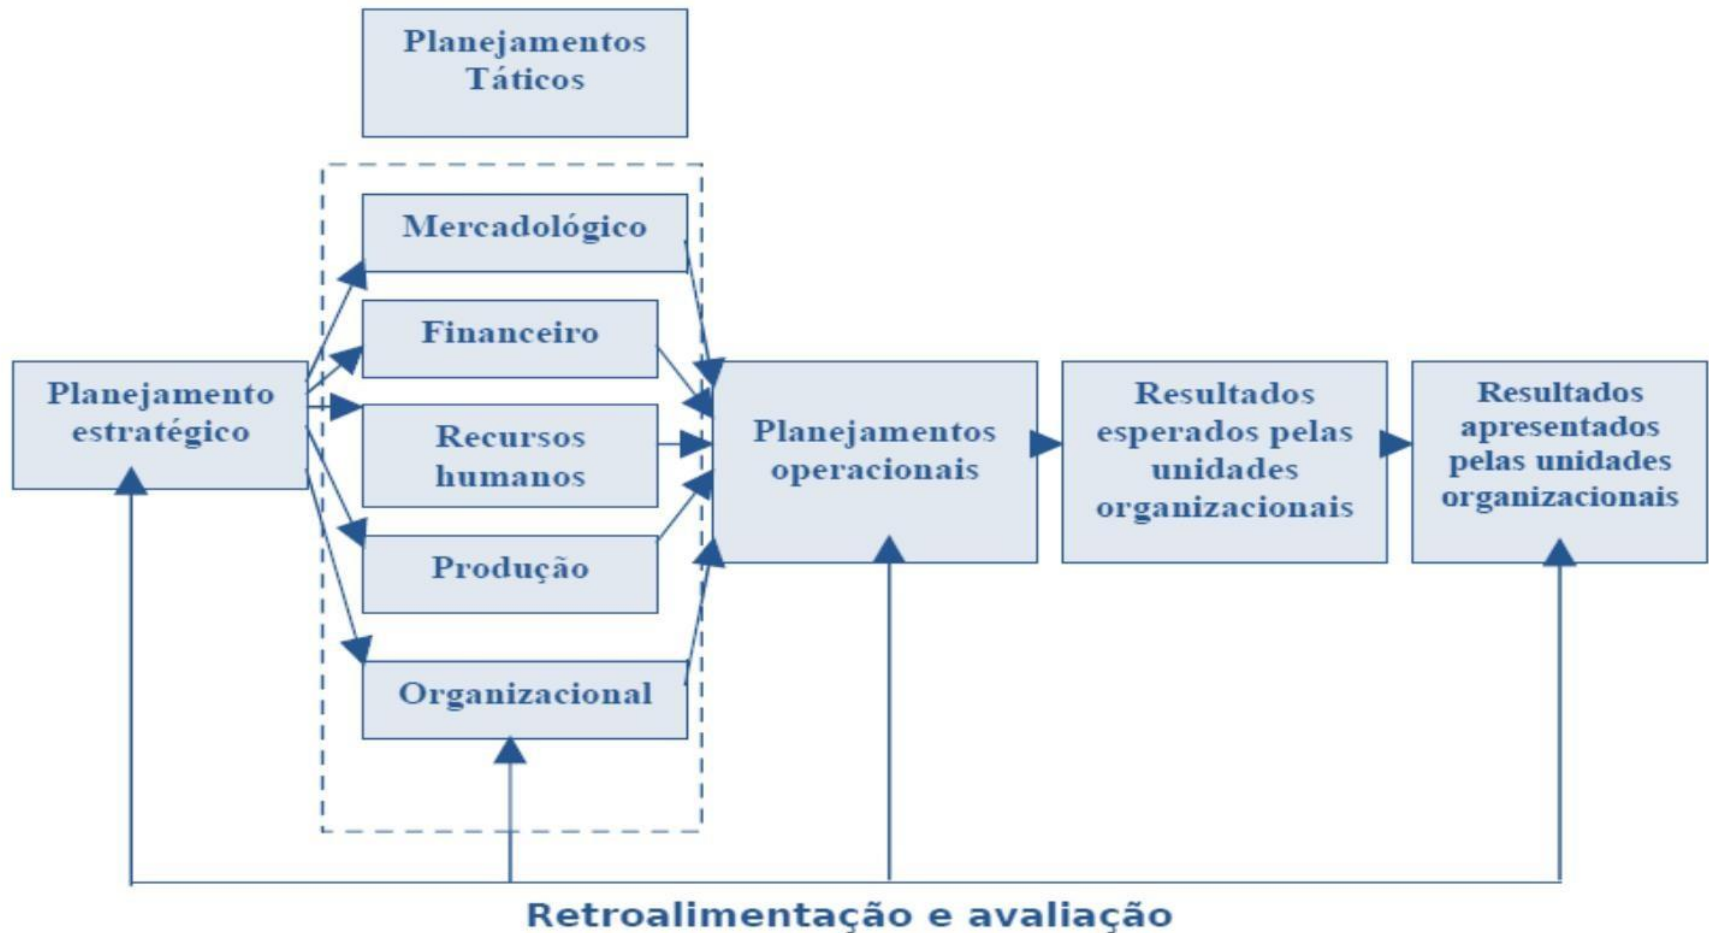 Planejamentos
Táticos
Mercadológico
Financeiro
Planejamento
estratégico
Recursos
humanos
Produção
Organizacional
Planejamentos
operacionais
Resultados
esperados pelas
unidades
organizacionais
Resultados
apresentados
pelas unidades
organizacionais
Retroalimentação e avaliação